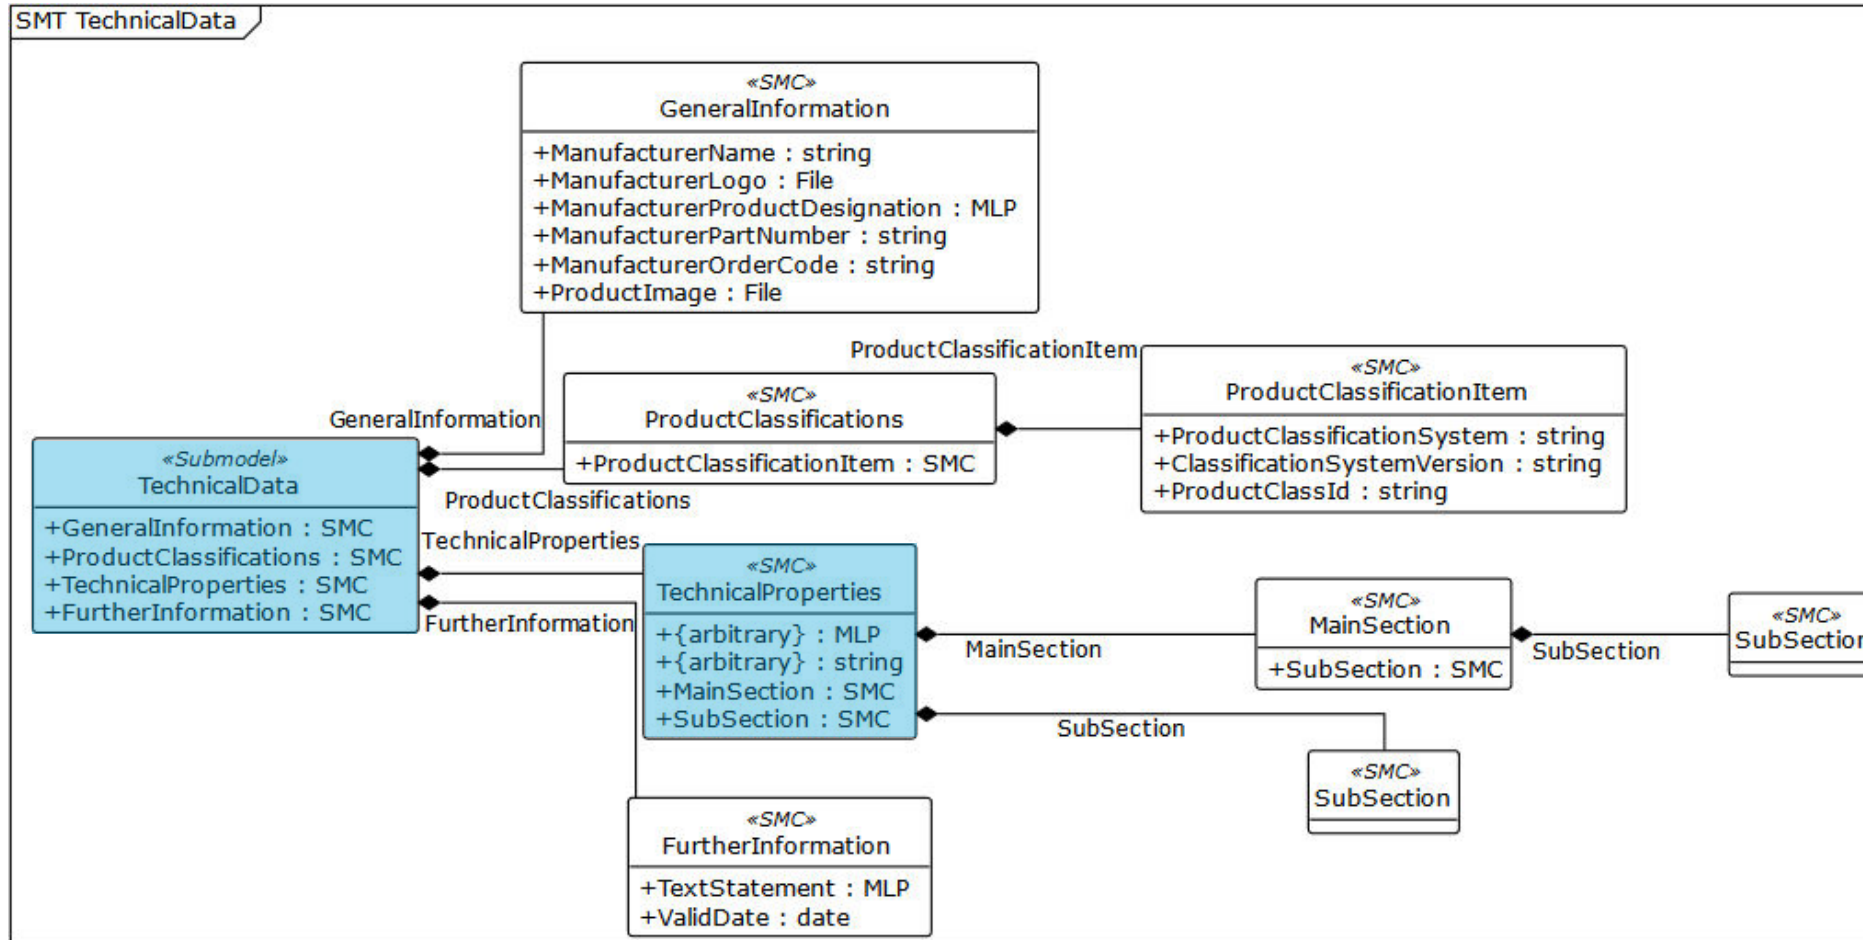 SMT TechnicalData
«SMC»
GeneralInformation
+ManufacturerName : string
+ManufacturerLogo : File
+ManufacturerProductDesignation : MLP
+ManufacturerPartNumber : string
+ManufacturerOrderCode : string
+ProductImage : File
GeneralInformation
«SMC»
ProductClassifications
+ProductClassificationItem : SMC
ProductClassificationItem
«SMC»
ProductClassificationItem
+ProductClassificationSystem : string
+ClassificationSystemVersion : string
+ProductClassId : string
«Submodel»
TechnicalData
+GeneralInformation : SMC
+ProductClassifications : SMC
+TechnicalProperties : SMC
+FurtherInformation : SMC
ProductClassifications
TechnicalProperties
FurtherInformation
«SMC»
TechnicalProperties
+{arbitrary} : MLP
+{arbitrary} : string
+MainSection : SMC
+SubSection : SMC
MainSection
«SMC»
MainSection
+SubSection : SMC
SubSection
«SMC»
SubSection
SubSection
«SMC»
SubSection
«SMC»
FurtherInformation
+TextStatement : MLP
+ValidDate : date